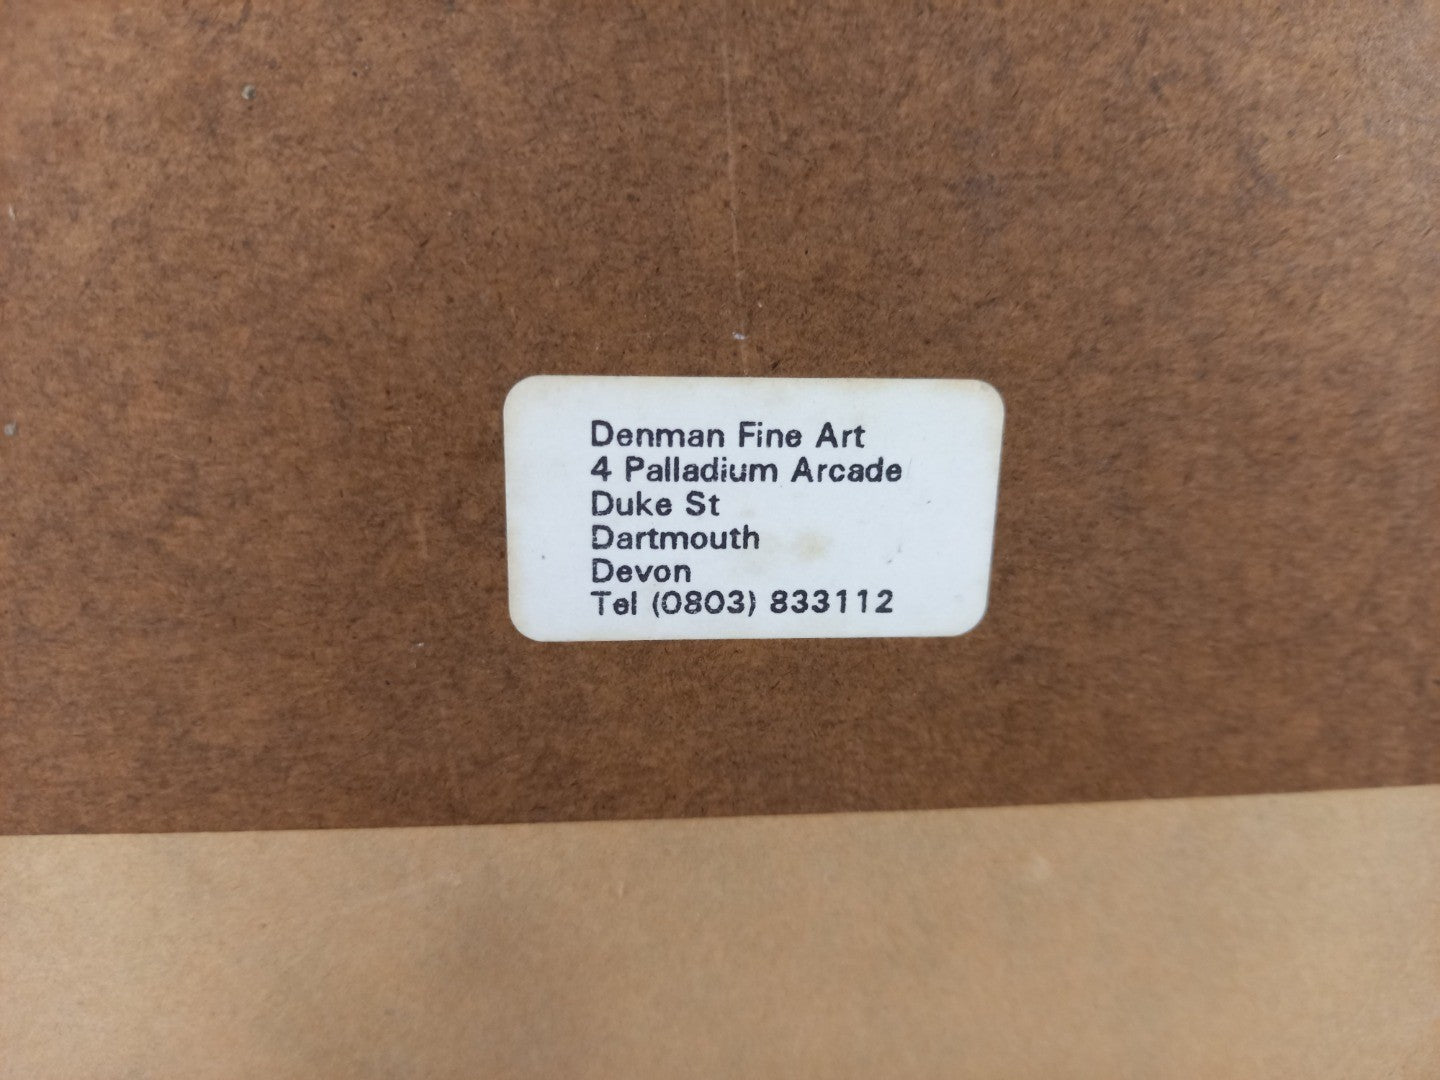 Denman Fine Art
4 Palladium Arcade
Duke St
Dartmouth
Devon
Tel (0803) 833112